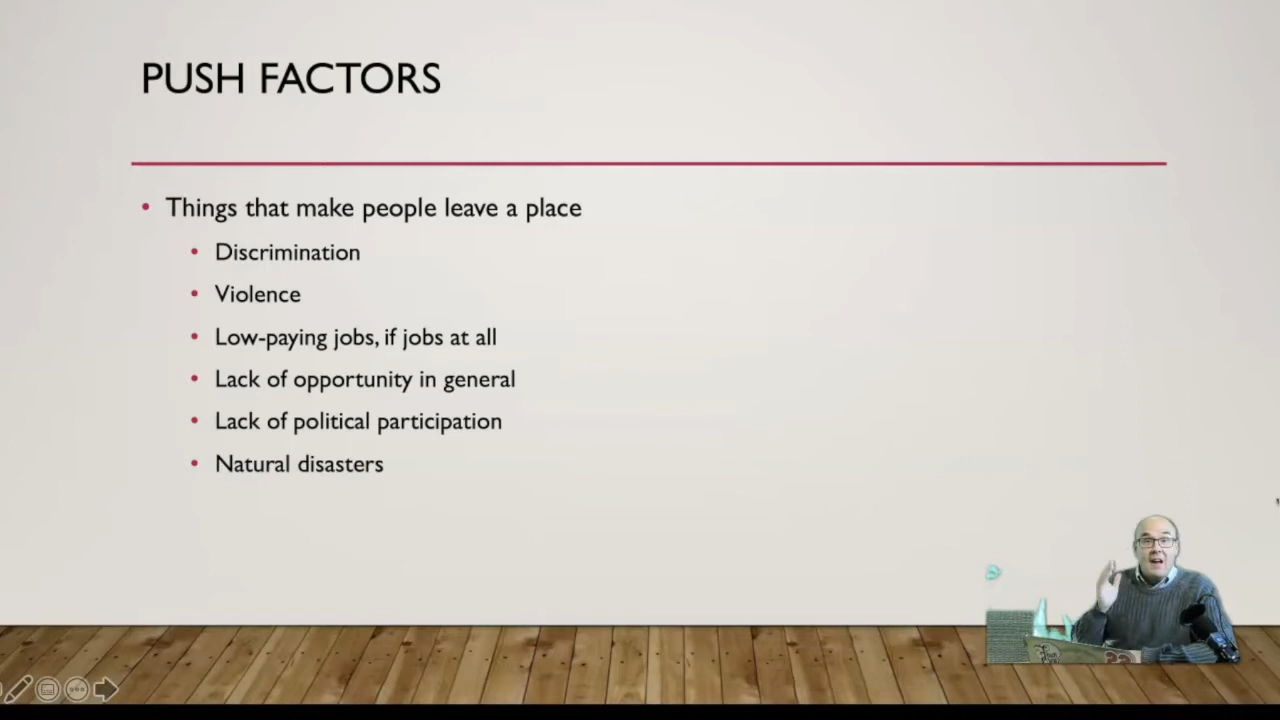 PUSH FACTORS
• Things that make people leave a place
• Discrimination
• Violence
• Low-paying jobs, if jobs at all
• Lack of opportunity in general
• Lack of political participation
• Natural disasters